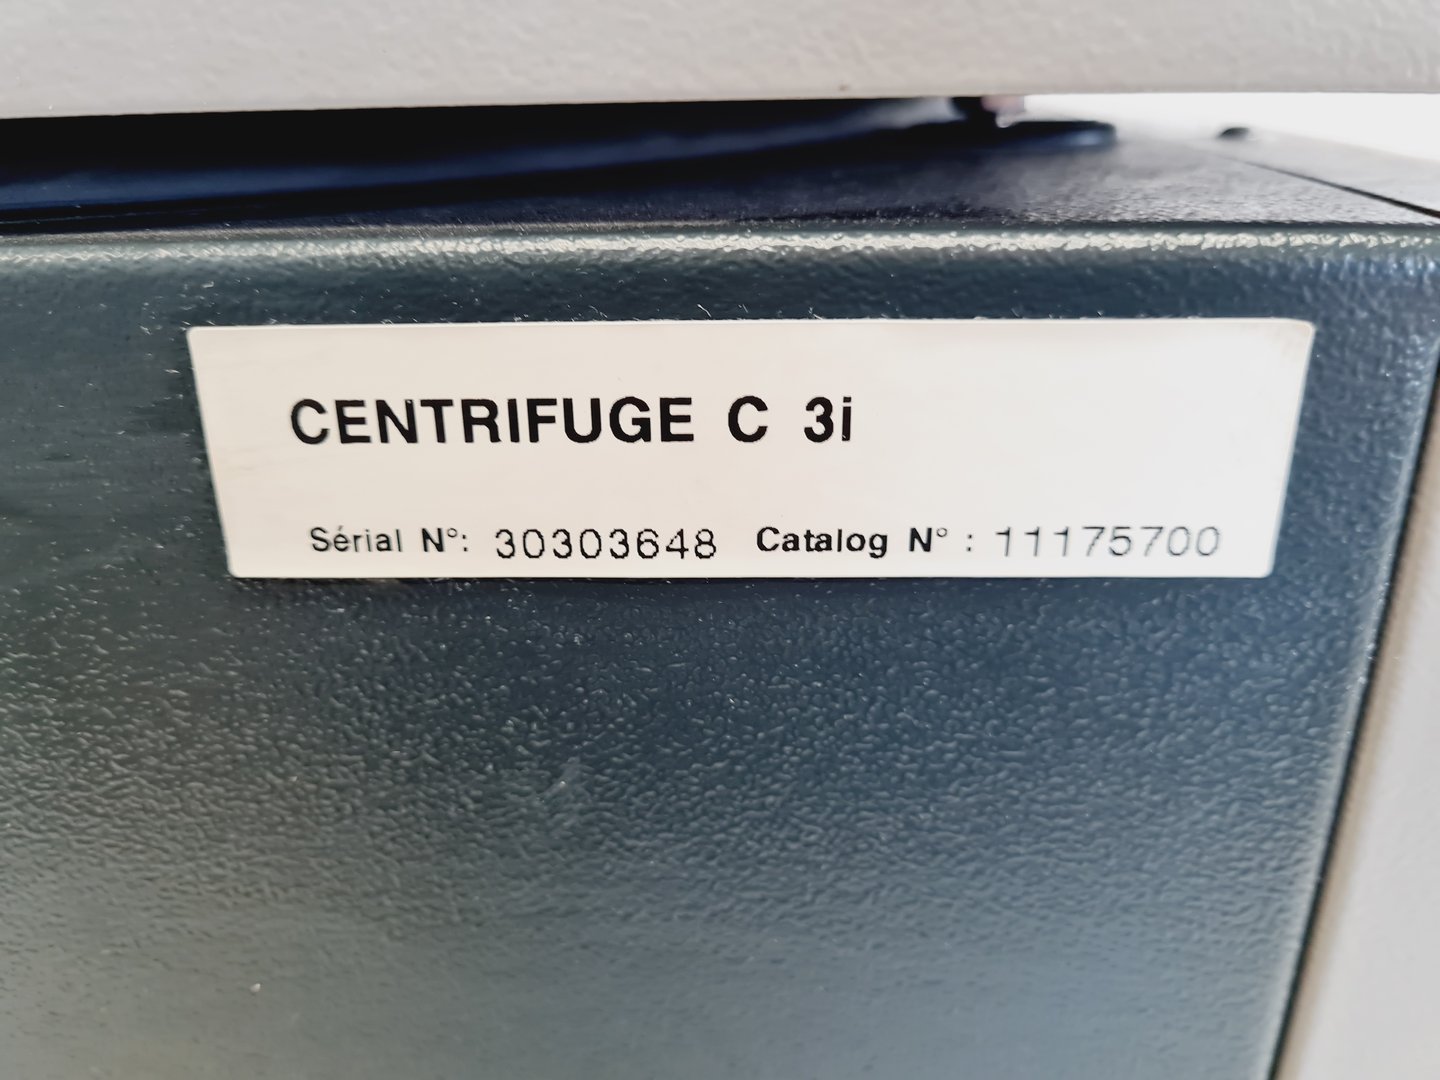 CENTRIFUGE C 3i
Sérial N°: 30303648 Catalog N° : 11175700